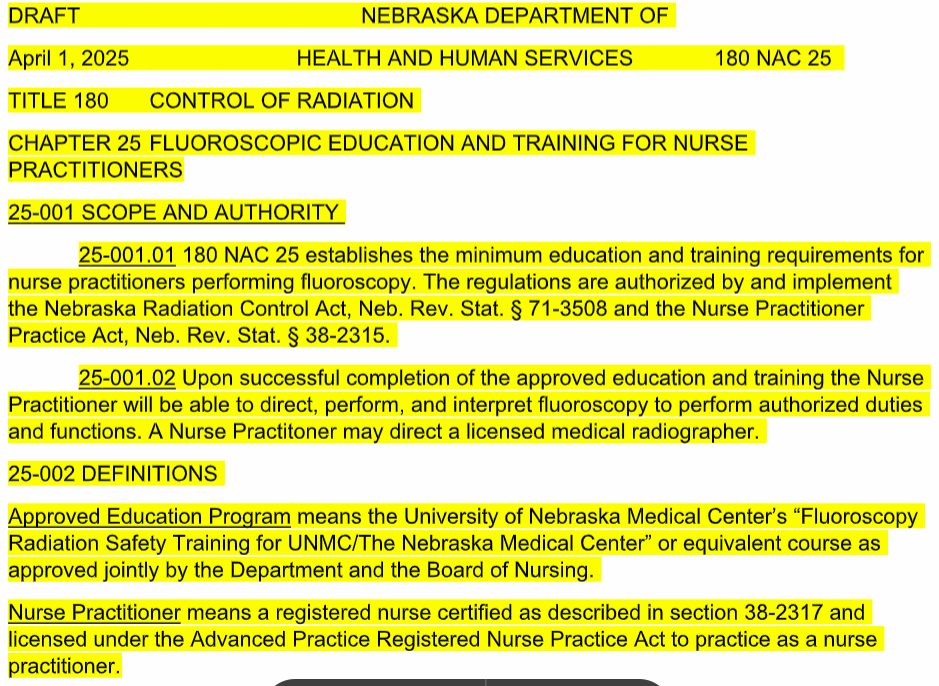 DRAFT NEBRASKA DEPARTMENT OF
April 1, 2025 HEALTH AND HUMAN SERVICES 180 NAC 25
TITLE 180 CONTROL OF RADIATION
CHAPTER 25 FLUOROSCOPIC EDUCATION AND TRAINING FOR NURSE
PRACTITIONERS
25-001 SCOPE AND AUTHORITY
25-001.01 180 NAC 25 establishes the minimum education and training requirements for
nurse practitioners performing fluoroscopy. The regulations are authorized by and implement
the Nebraska Radiation Control Act, Neb. Rev. Stat. § 71-3508 and the Nurse Practitioner
Practice Act, Neb. Rev. Stat. § 38-2315.
25-001.02 Upon successful completion of the approved education and training the Nurse
Practitioner will be able to direct, perform, and interpret fluoroscopy to perform authorized duties
and functions. A Nurse Practitoner may direct a licensed medical radiographer.
25-002 DEFINITIONS
Approved Education Program means the University of Nebraska Medical Center’s “Fluoroscopy
Radiation Safety Training for UNMC/The Nebraska Medical Center” or equivalent course as
approved jointly by the Department and the Board of Nursing.
Nurse Practitioner means a registered nurse certified as described in section 38-2317 and
licensed under the Advanced Practice Registered Nurse Practice Act to practice as a nurse
practitioner.